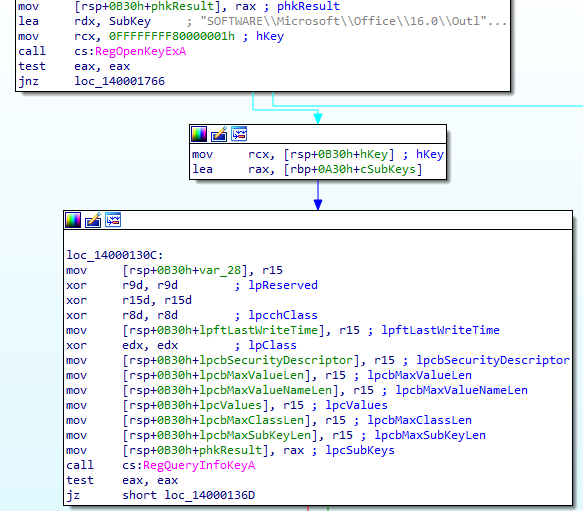 mov [rsp+0B30h+phkResult], rax ; phkResult
lea rdx, SubKey ; "SOFTWARE\\Microsoft\\Office\\16.0\\Outl"...
mov rcx, 0FFFFFFFF80000001h ; hKey
call cs:RegOpenKeyExA
test eax, eax
jnz loc_140001766
mov rcx, [rsp+0B30h+hKey] ; hKey
lea rax, [rbp+0A30h+cSubKeys]
loc_14000130C:
mov [rsp+0B30h+var_28], r15
xor r9d, r9d ; lpReserved
xor r15d, r15d
xor r8d, r8d ; lpcchClass
mov [rsp+0B30h+lpftLastWriteTime], r15 ; lpftLastWriteTime
xor edx, edx ; lpClass
mov [rsp+0B30h+lpcbSecurityDescriptor], r15 ; lpcbSecurityDescriptor
mov [rsp+0B30h+lpcbMaxValueLen], r15 ; lpcbMaxValueLen
mov [rsp+0B30h+lpcbMaxValueNameLen], r15 ; lpcbMaxValueNameLen
mov [rsp+0B30h+lpcValues], r15 ; lpcValues
mov [rsp+0B30h+lpcbMaxClassLen], r15 ; lpcbMaxClassLen
mov [rsp+0B30h+lpcbMaxSubKeyLen], r15 ; lpcbMaxSubKeyLen
mov [rsp+0B30h+phkResult], rax ; lpcSubKeys
call cs:RegQueryInfoKeyA
test eax, eax
jz short loc_14000136D